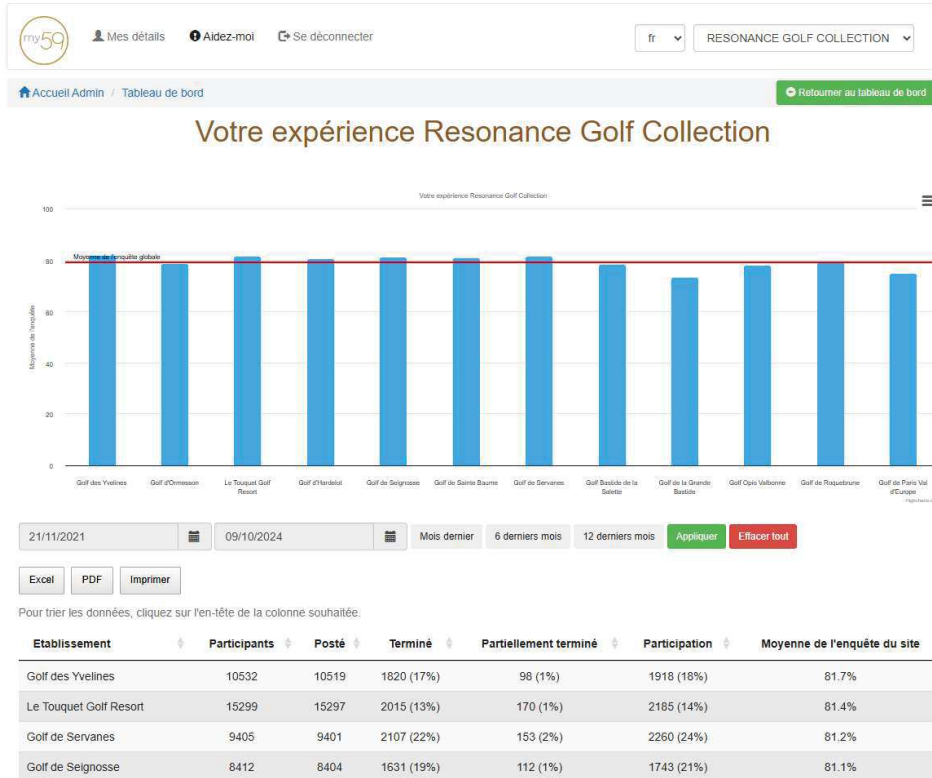 my59
Mes détails
Aidez-moi
Se déconnecter
fr
RESONANCE GOLF COLLECTION
Accueil Admin / Tableau de bord
Retourner au tableau de bord
Votre expérience Resonance Golf Collection
Votre expérience Resonance Golf Collection
100
80
60
40
20
0
Moyenne de l'enquête
Moyenne de l'enquête globale
Golf des Yvelines
Golf d'Ormesson
Le Touquet Golf Resort
Golf d'Hardelot
Golf de Seignosse
Golf de Sainte Baume
Golf de Servanes
Golf Bastide de la Salette
Golf de la Grande Bastide
Golf Opio Valbonne
Golf de Roquebrune
Golf de Paris Val d'Europe
21/11/2021
09/10/2024
Mois dernier
6 derniers mois
12 derniers mois
Appliquer
Effacer tout
Excel
PDF
Imprimer
Pour trier les données, cliquez sur l'en-tête de la colonne souhaitée.
Etablissement Participants Posté Terminé Partiellement terminé Participation Moyenne de l'enquête du site
Golf des Yvelines 10532 10519 1820 (17%) 98 (1%) 1918 (18%) 81.7%
Le Touquet Golf Resort 15299 15297 2015 (13%) 170 (1%) 2185 (14%) 81.4%
Golf de Servanes 9405 9401 2107 (22%) 153 (2%) 2260 (24%) 81.2%
Golf de Seignosse 8412 8404 1631 (19%) 112 (1%) 1743 (21%) 81.1%